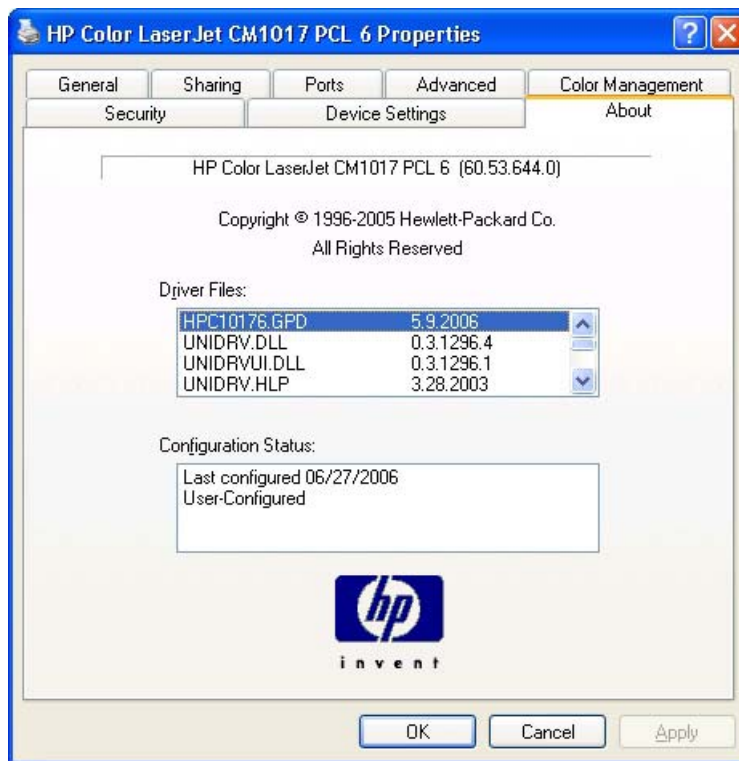 HP Color LaserJet CM1017 PCL 6 Properties
General Sharing Ports Advanced Color Management
Security Device Settings About
HP Color LaserJet CM1017 PCL 6 (60.53.644.0)
Copyright © 1996-2005 Hewlett-Packard Co.
All Rights Reserved
Driver Files:
HPC10176.GPD 5.9.2006
UNIDRV.DLL 0.3.1296.4
UNIDRVUI.DLL 0.3.1296.1
UNIDRV.HLP 3.28.2003
Configuration Status:
Last configured 06/27/2006
User-Configured
hp
invent
OK Cancel Apply